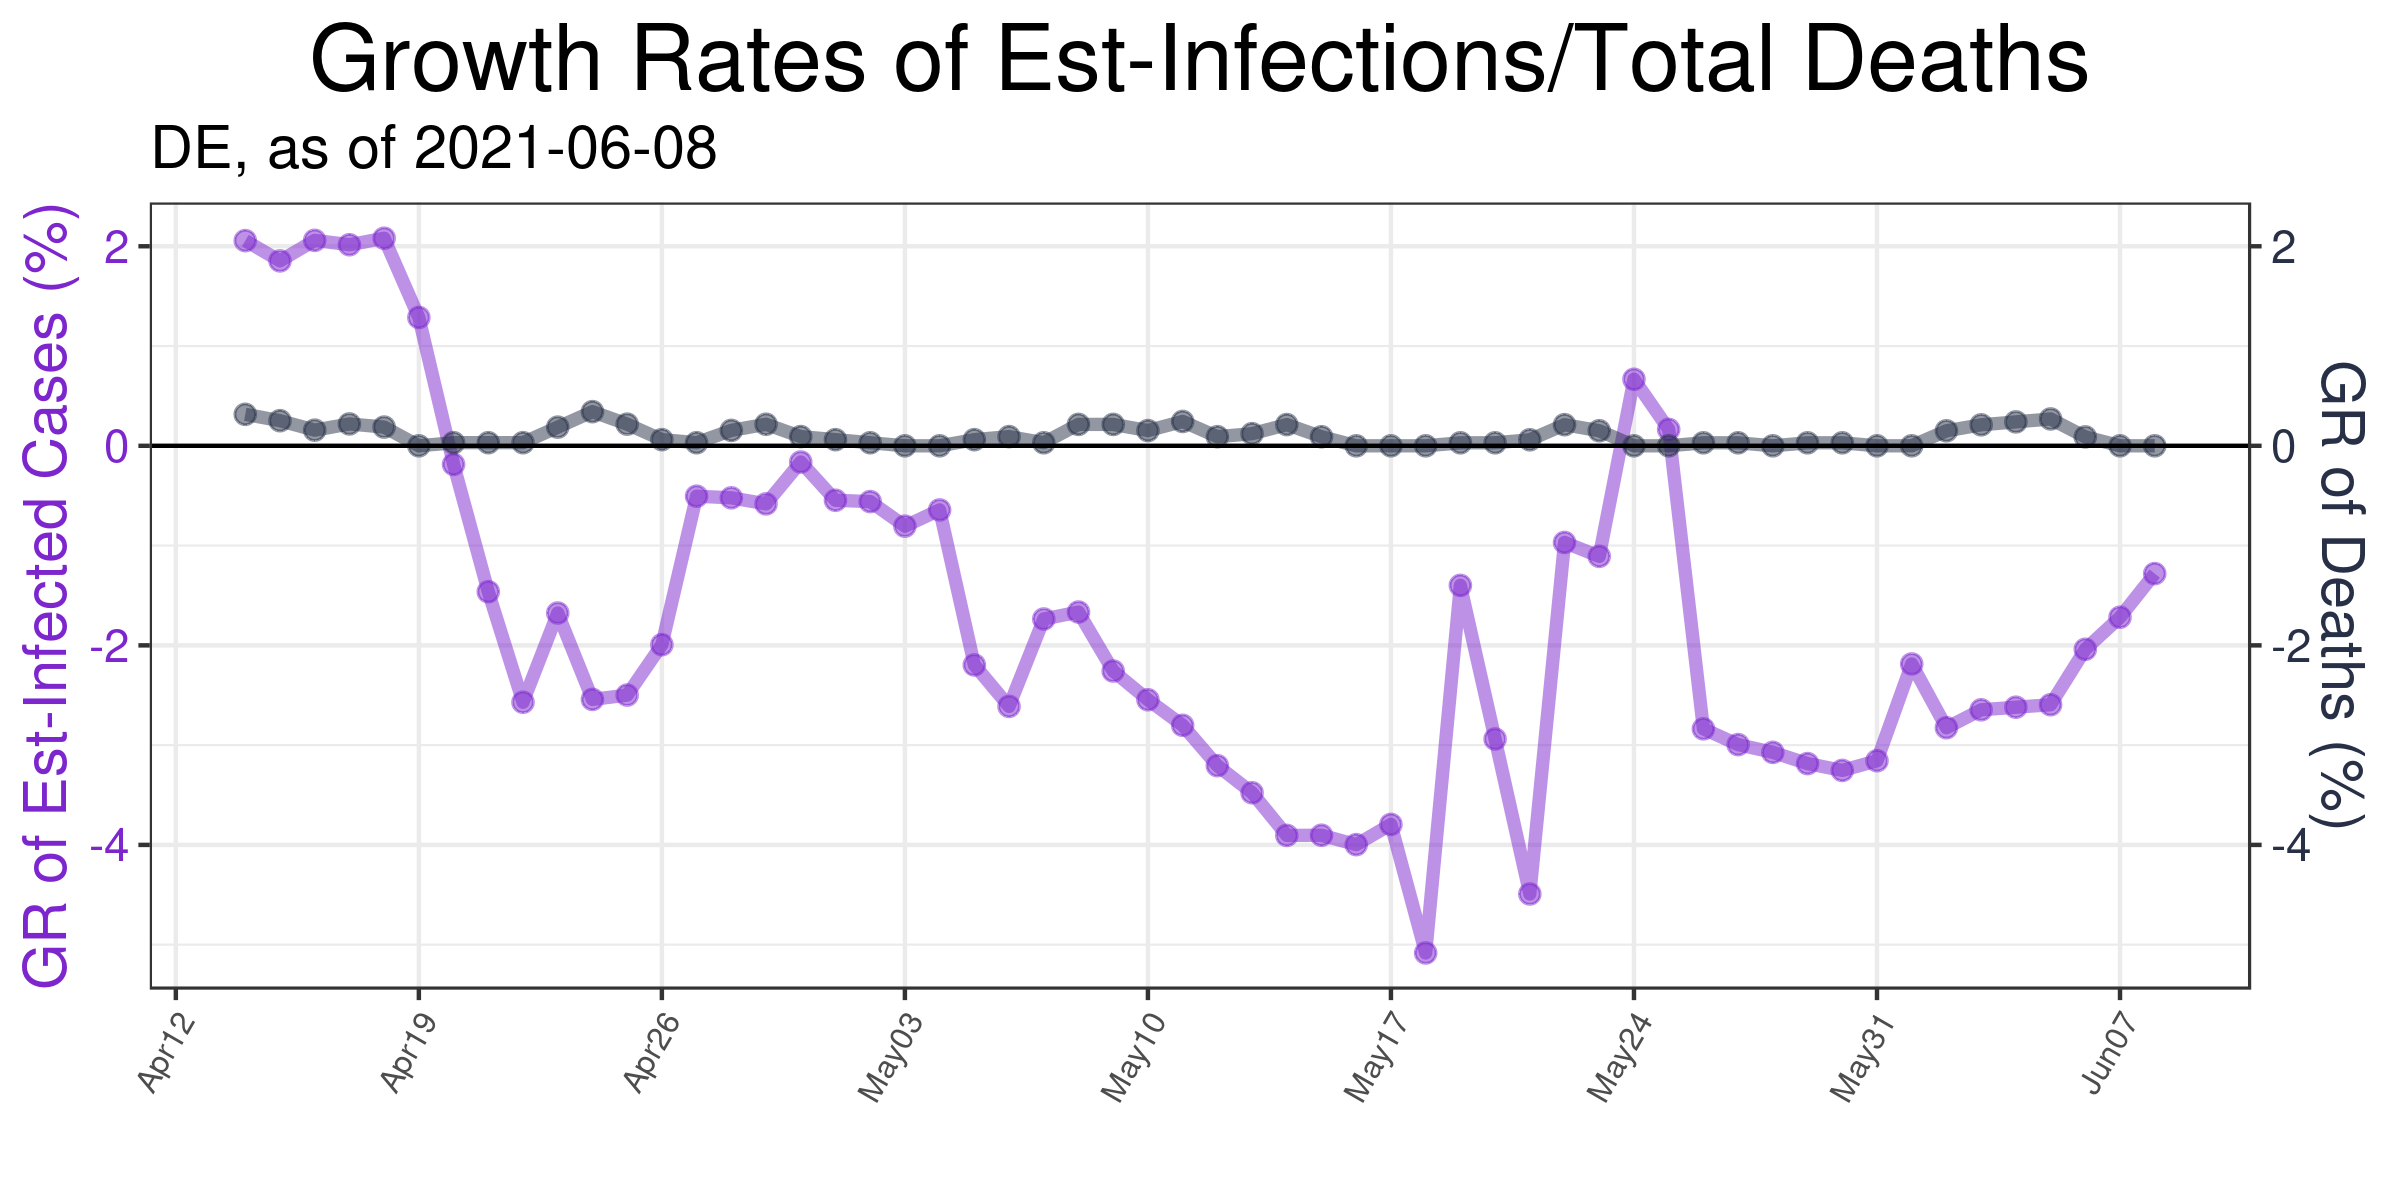 Growth Rates of Est-Infections/Total Deaths
DE, as of 2021-06-08
GR of Est-Infected Cases (%)
2
0
-2
-4
2
0
-2
-4
GR of Deaths (%)
Apr12
Apr19
Apr26
May03
May10
May17
May24
May31
Jun07